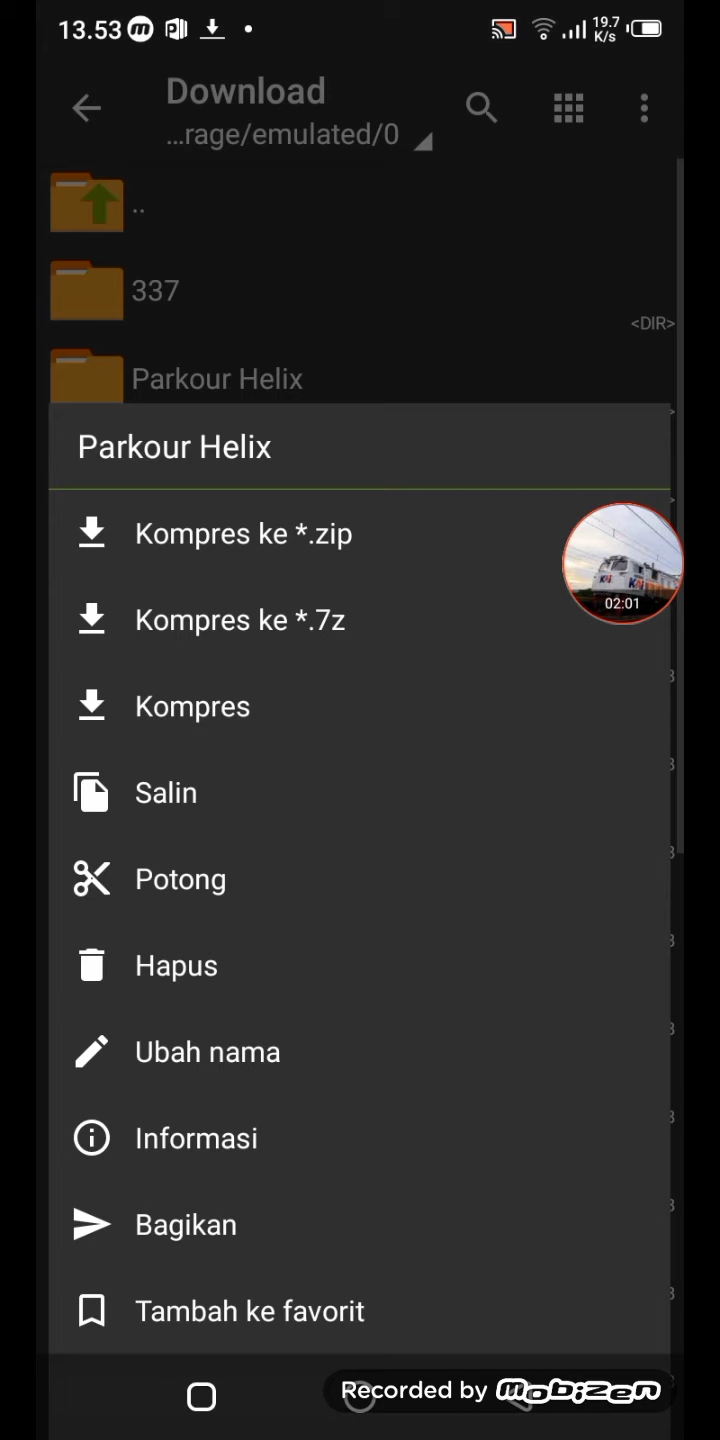 13.53
19.7
K/s
Download
...rage/emulated/0
..
337
<DIR>
Parkour Helix
Parkour Helix
Kompres ke *.zip
02:01
Kompres ke *.7z
Kompres
Salin
Potong
Hapus
Ubah nama
Informasi
Bagikan
Tambah ke favorit
Recorded by mobizen